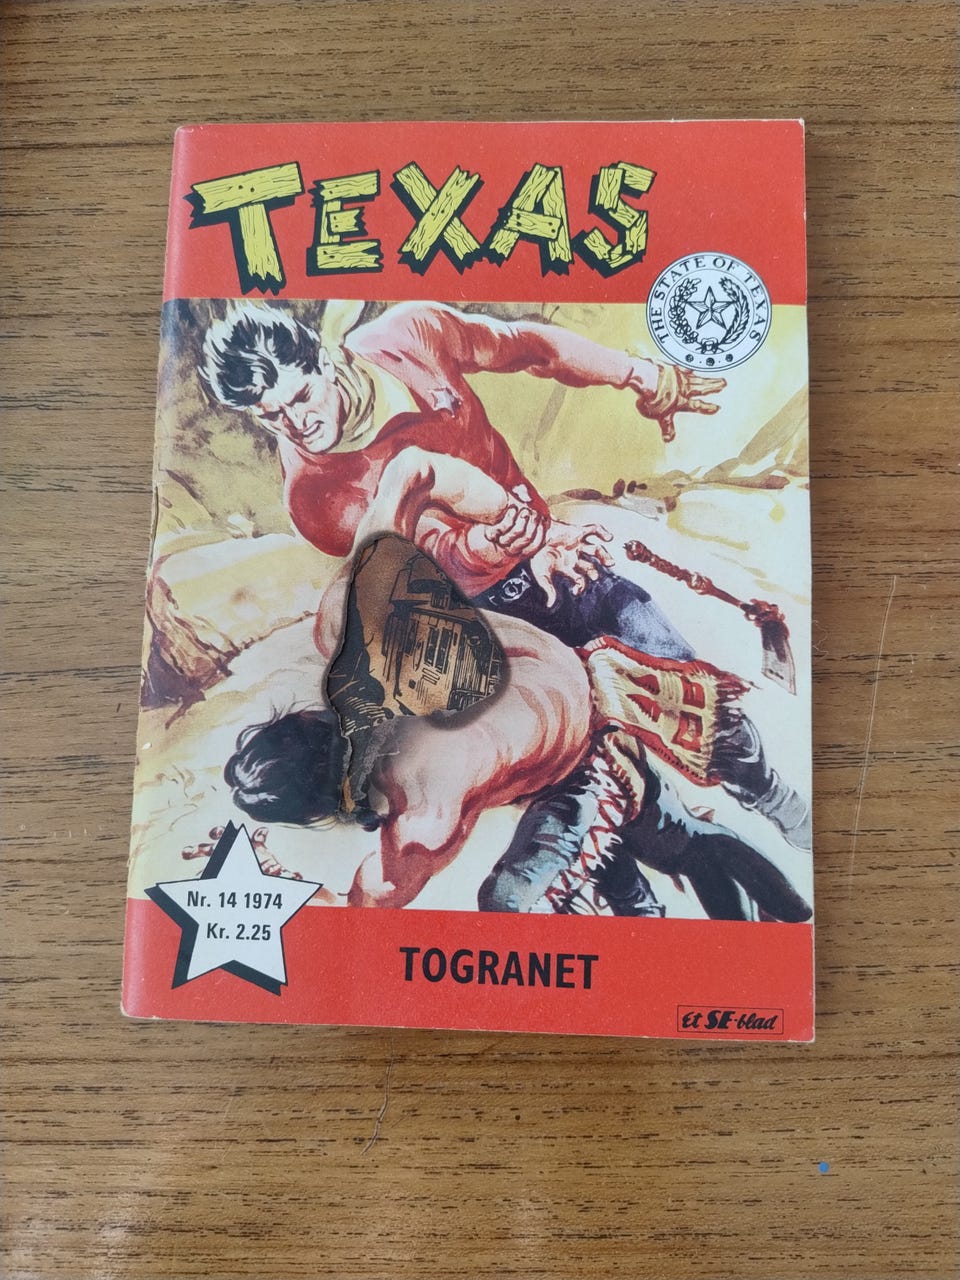 TEXAS
THE STATE OF TEXAS
Nr. 14 1974
Kr. 2.25
TOGRANET
Et SE-blad